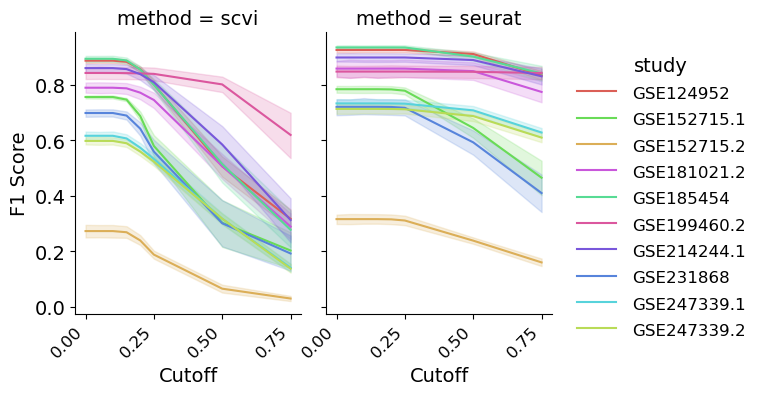 method = scvi
method = seurat
F1 Score
0.8
0.6
0.4
0.2
0.0
0.00
0.25
0.50
0.75
Cutoff
0.00
0.25
0.50
0.75
Cutoff
study
GSE124952
GSE152715.1
GSE152715.2
GSE181021.2
GSE185454
GSE199460.2
GSE214244.1
GSE231868
GSE247339.1
GSE247339.2